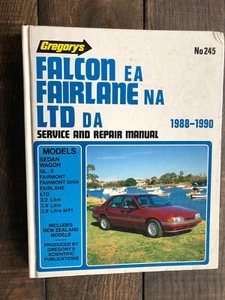 Gregory's
No 245
FALCON EA
FAIRLANE NA
LTD DA
1988-1990
SERVICE AND REPAIR MANUAL
MODELS
SEDAN
WAGON
GL. S
FAIRMONT
FAIRMONT GHIA
FAIRLANE
LTD
3.2 Litre
3.9 Litre
3.9 Litre MPI
INCLUDES
NEW ZEALAND
MODELS
PRODUCED BY
GREGORY'S
SCIENTIFIC
PUBLICATIONS